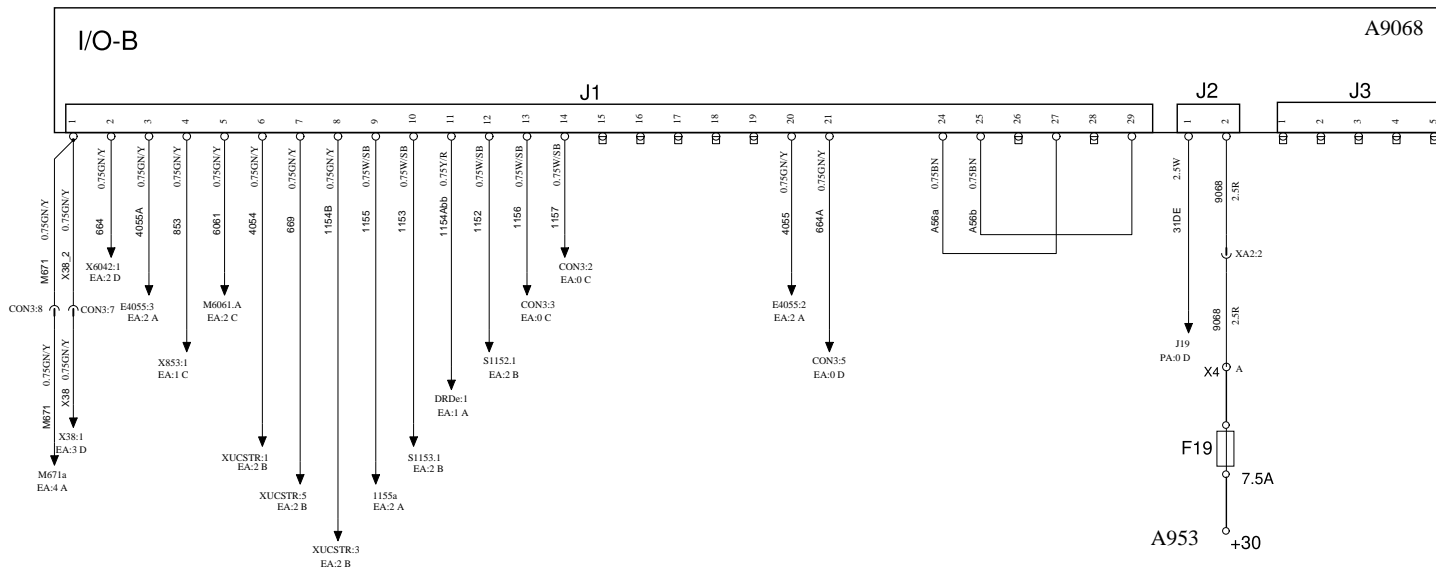 I/O-B
A9068
J1
J2
J3
1 2 3 4 5 6 7 8 9 10 11 12 13 14 15 16 17 18 19 20 21 24 25 26 27 28 29
1 2
1 2 3 4 5
0.75GN/Y
0.75GN/Y
0.75GN/Y
0.75GN/Y
0.75GN/Y
0.75GN/Y
0.75GN/Y
0.75GN/Y
0.75GN/Y
0.75W/SB
0.75W/SB
0.75Y/R
0.75W/SB
0.75W/SB
0.75W/SB
0.75GN/Y
0.75GN/Y
0.75BN
0.75BN
2.5W
9068
2.5R
M671
X38_2
664
4055A
853
6061
4054
669
1154B
1155
1153
1154Abb
1152
1156
1157
4055
664A
A56a
A56b
31DE
XA2:2
X6042:1
EA:2 D
CON3:2
EA:0 C
CON3:8
CON3:7
E4055:3
EA:2 A
M6061.A
EA:2 C
CON3:3
EA:0 C
E4055:2
EA:2 A
9068
2.5R
J19
PA:0 D
X853:1
EA:1 C
S1152.1
EA:2 B
CON3:5
EA:0 D
X4
A
M671
0.75GN/Y
X38
0.75GN/Y
DRDe:1
EA:1 A
X38:1
EA:3 D
XUCSTR:1
EA:2 B
S1153.1
EA:2 B
F19
7.5A
M671a
EA:4 A
XUCSTR:5
EA:2 B
1155a
EA:2 A
XUCSTR:3
EA:2 B
A953
+30